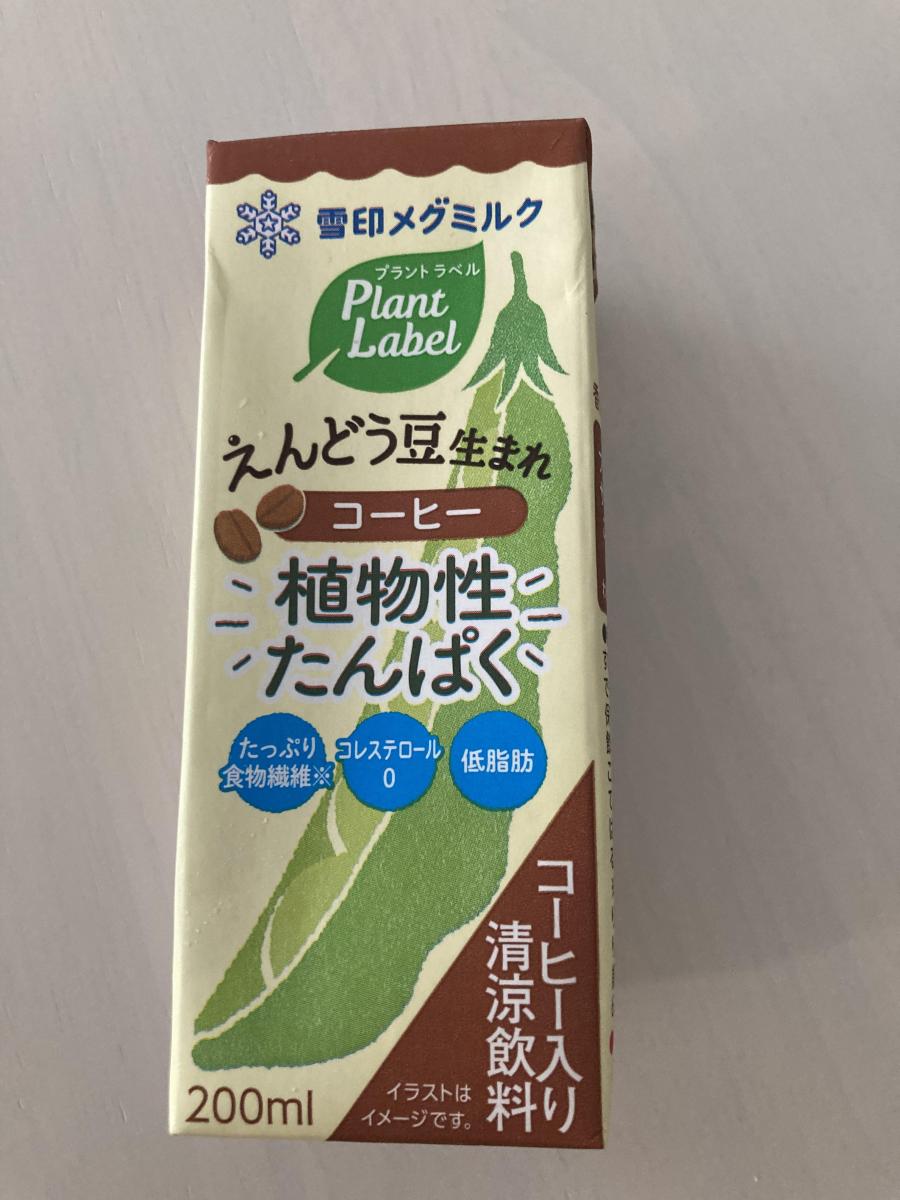 雪印メグミルク
プラントラベル
Plant
Label
えんどう豆生まれ
コーヒー
植物性
たんぱく
たっぷり
食物繊維※
コレステロール
0
低脂肪
コーヒー入り
清涼飲料
200ml
イラストは
イメージです。